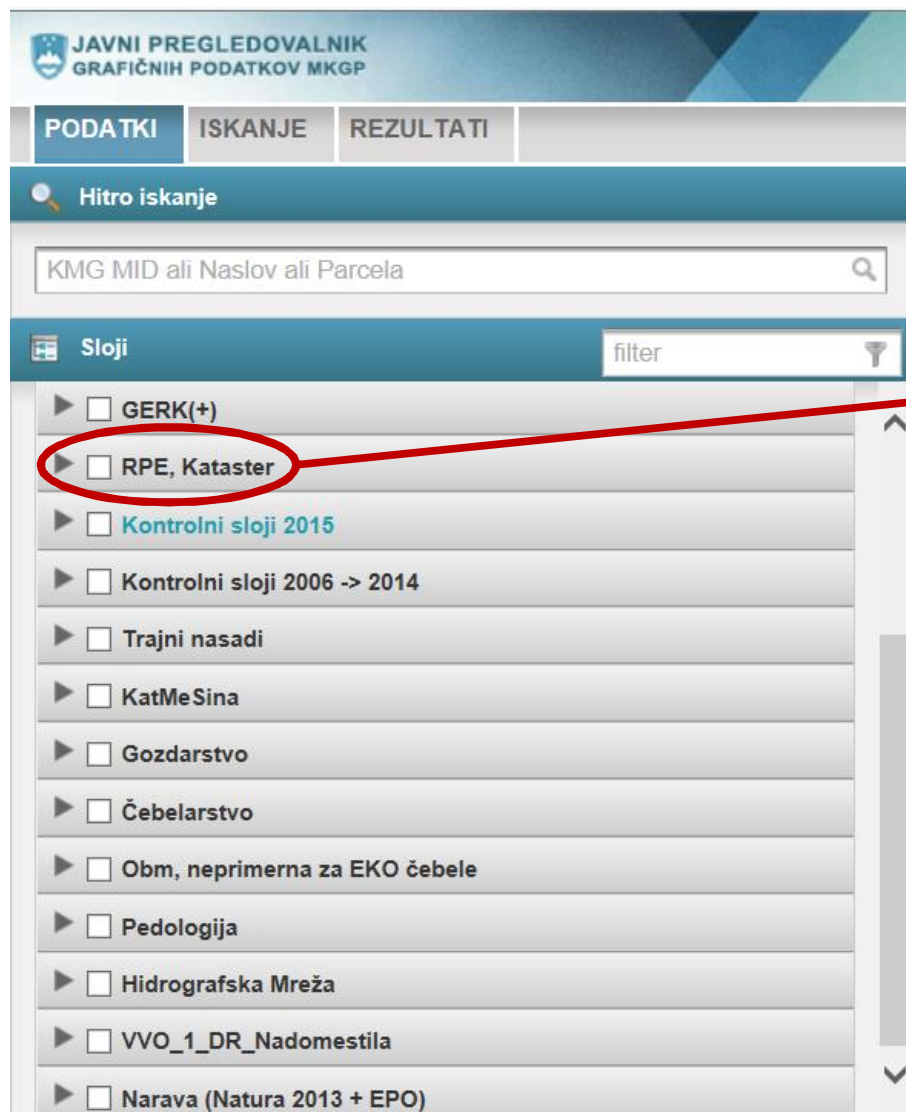 JAVNI PREGLEDOVALNIK
GRAFIČNIH PODATKOV MKGP
PODATKI ISKANJE REZULTATI
Hitro iskanje
KMG MID ali Naslov ali Parcela
Sloji filter
GERK(+)
RPE, Kataster
Kontrolni sloji 2015
Kontrolni sloji 2006 -> 2014
Trajni nasadi
KatMeSina
Gozdarstvo
Čebelarstvo
Obm, neprimerna za EKO čebele
Pedologija
Hidrografska Mreža
VVO_1_DR_Nadomestila
Narava (Natura 2013 + EPO)